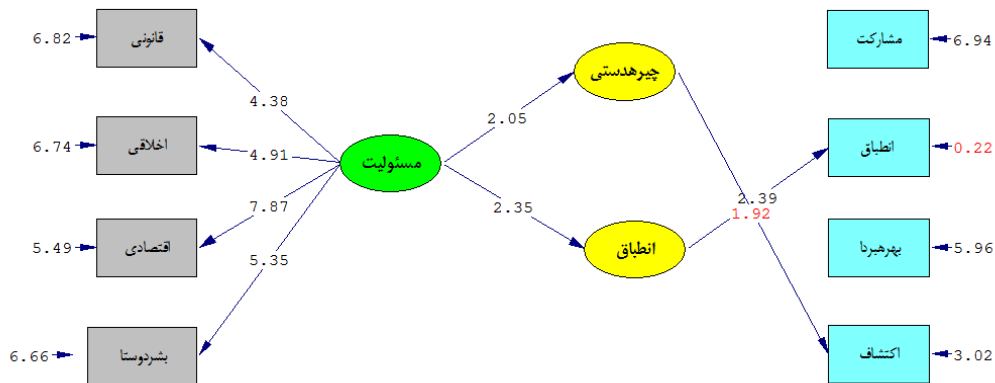 6.82
قانونی
4.38
چیرهدستی
مشارکت
6.94
6.74
اخلاقی
4.91
مسئولیت
2.05
انطباق
0.22
5.49
اقتصادی
7.87
2.35
انطباق
2.39
1.92
بهرهبردا
5.96
5.35
6.66
بشردوستا
اکتشاف
3.02